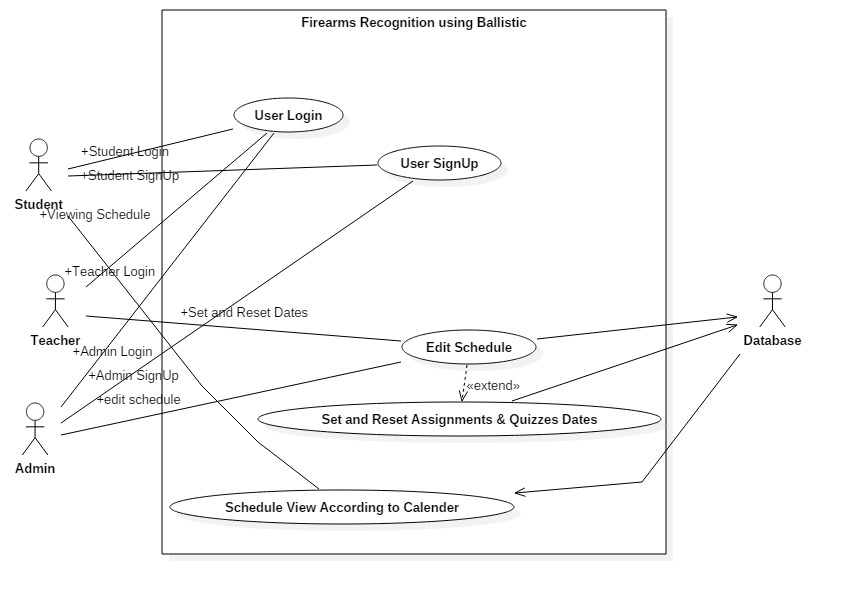 Firearms Recognition using Ballistic
User Login
+Student Login
User SignUp
+Student SignUp
Student
+Viewing Schedule
+Teacher Login
+Set and Reset Dates
Teacher
Edit Schedule
Database
+Admin Login
+Admin SignUp
«extend»
+edit schedule
Set and Reset Assignments & Quizzes Dates
Admin
Schedule View According to Calender